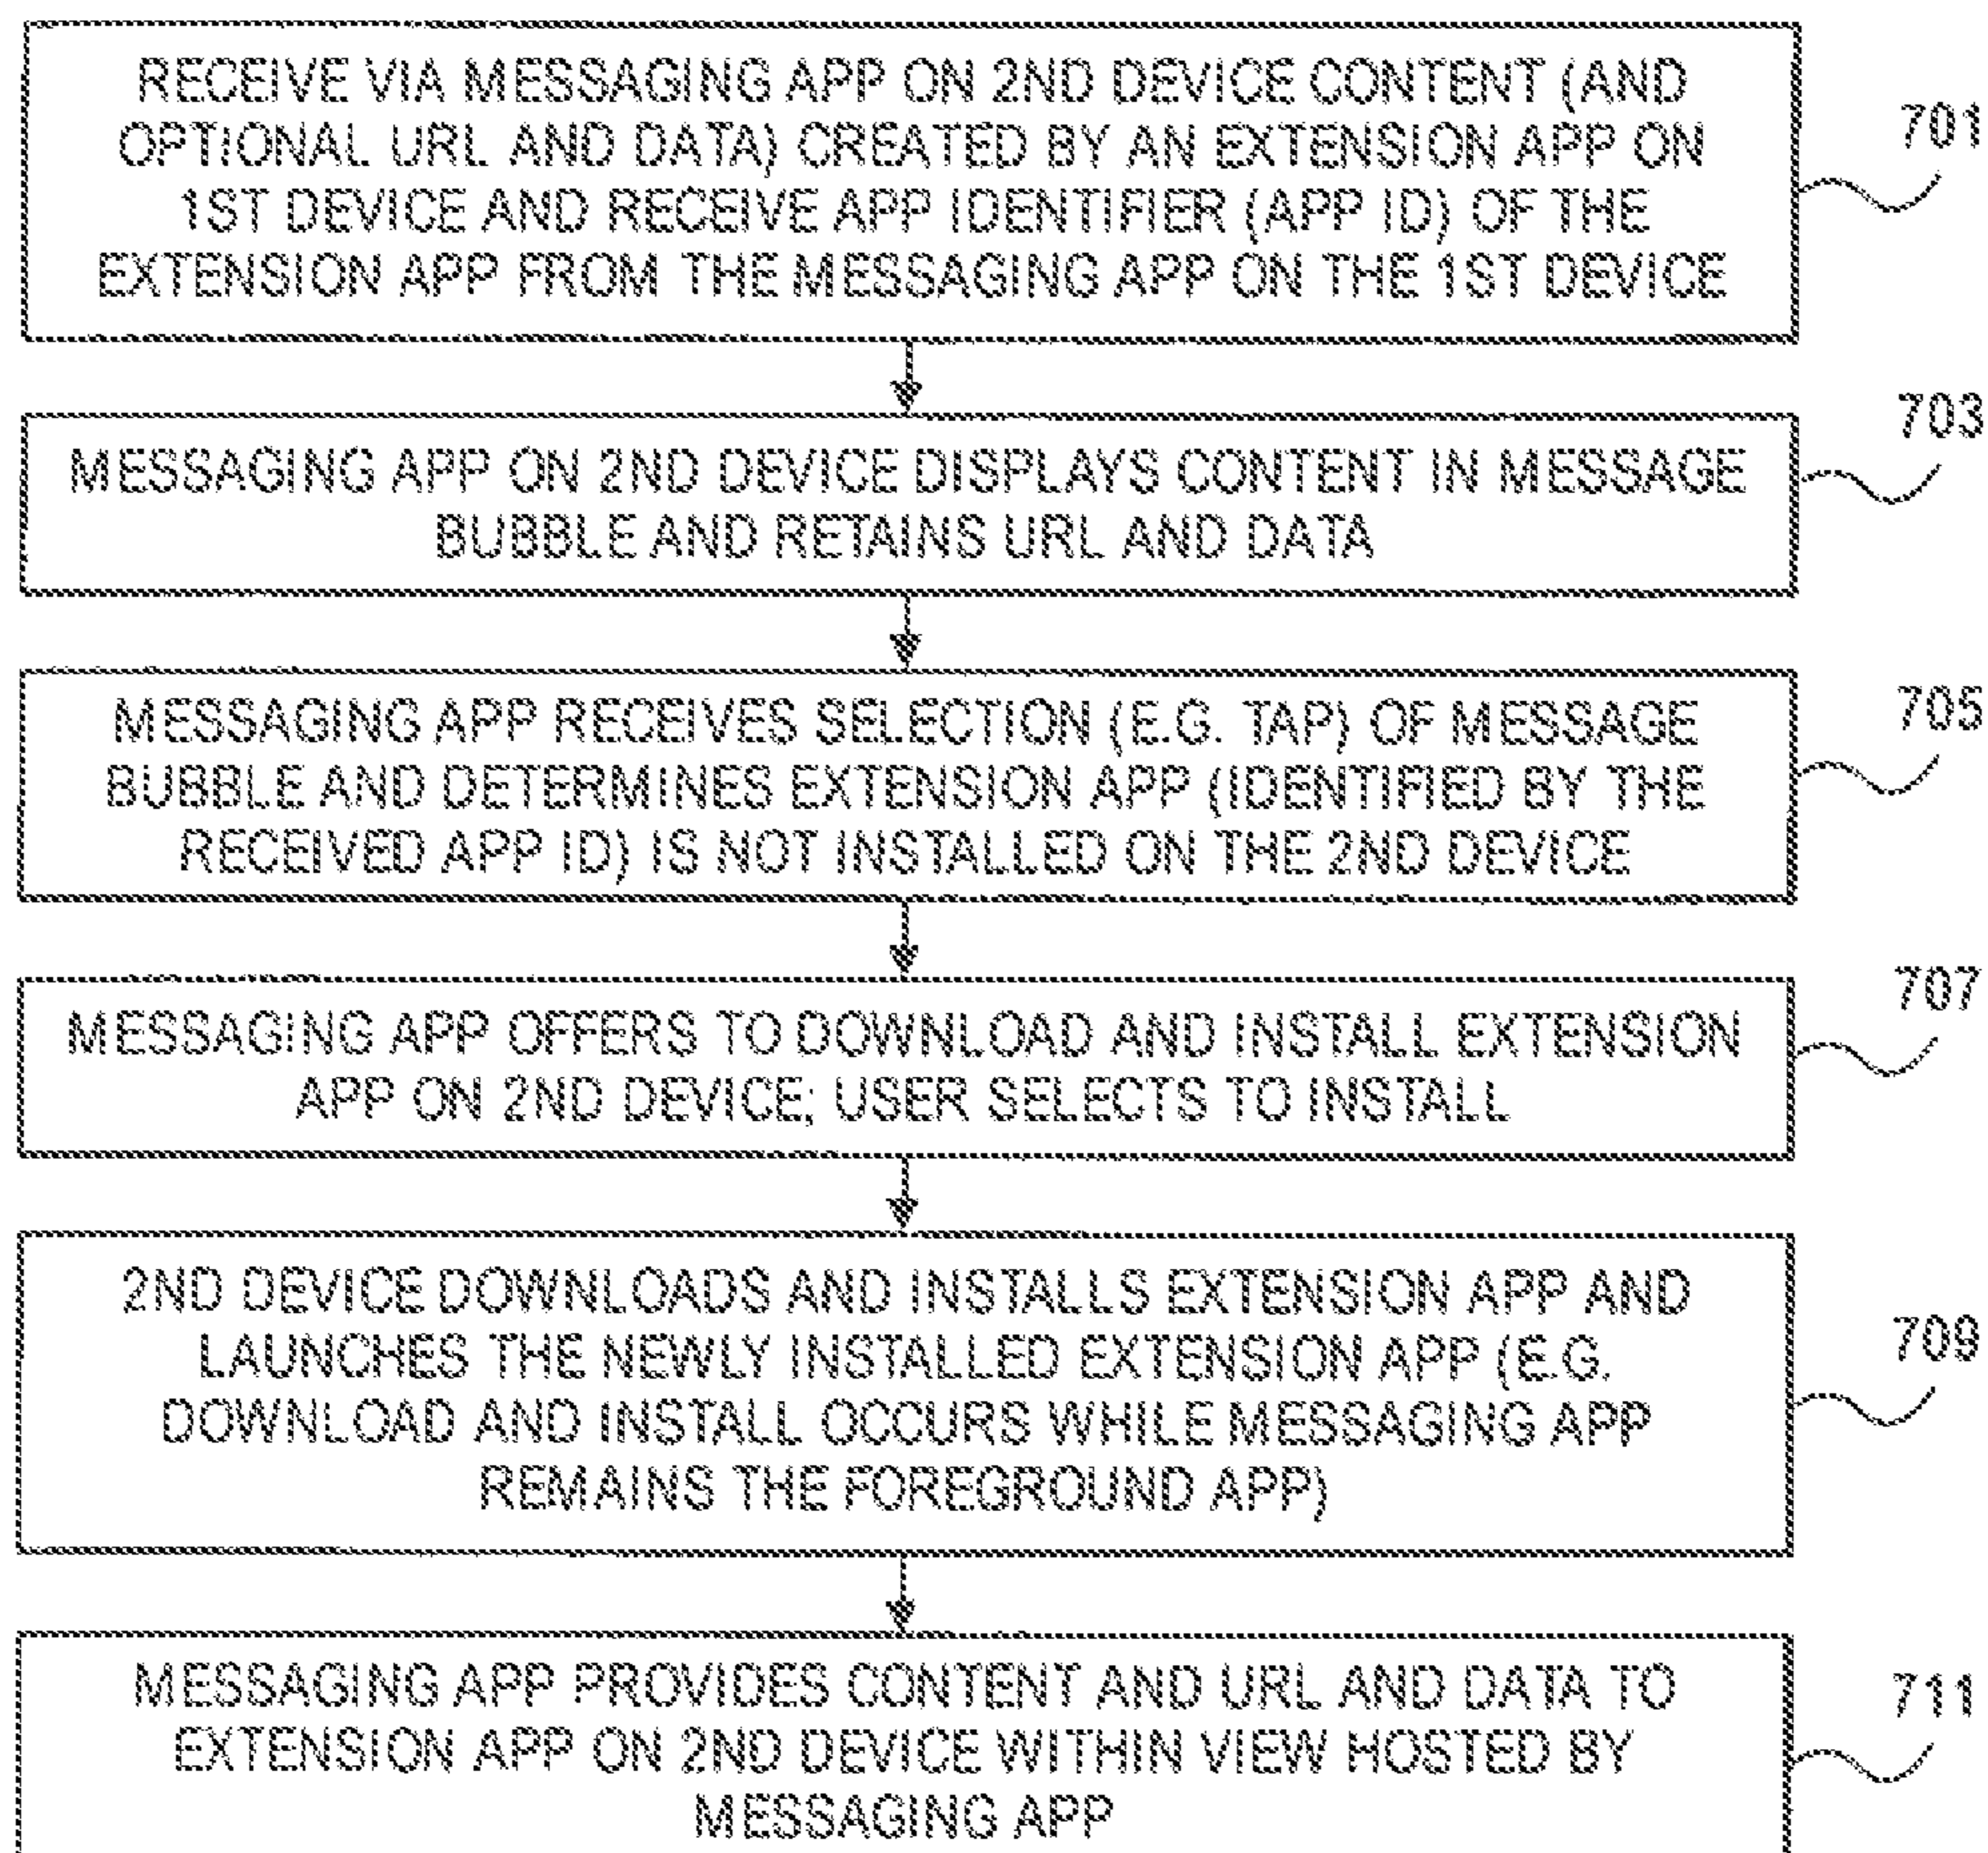 RECEIVE VIA MESSAGING APP ON 2ND DEVICE CONTENT (AND
OPTIONAL URL AND DATA) CREATED BY AN EXTENSION APP ON
1ST DEVICE AND RECEIVE APP IDENTIFIER (APP ID) OF THE
EXTENSION APP FROM THE MESSAGING APP ON THE 1ST DEVICE
701
MESSAGING APP ON 2ND DEVICE DISPLAYS CONTENT IN MESSAGE
BUBBLE AND RETAINS URL AND DATA
703
MESSAGING APP RECEIVES SELECTION (E.G. TAP) OF MESSAGE
BUBBLE AND DETERMINES EXTENSION APP (IDENTIFIED BY THE
RECEIVED APP ID) IS NOT INSTALLED ON THE 2ND DEVICE
705
MESSAGING APP OFFERS TO DOWNLOAD AND INSTALL EXTENSION
APP ON 2ND DEVICE; USER SELECTS TO INSTALL
707
2ND DEVICE DOWNLOADS AND INSTALLS EXTENSION APP AND
LAUNCHES THE NEWLY INSTALLED EXTENSION APP (E.G.
DOWNLOAD AND INSTALL OCCURS WHILE MESSAGING APP
REMAINS THE FOREGROUND APP)
709
MESSAGING APP PROVIDES CONTENT AND URL AND DATA TO
EXTENSION APP ON 2ND DEVICE WITHIN VIEW HOSTED BY
MESSAGING APP
711